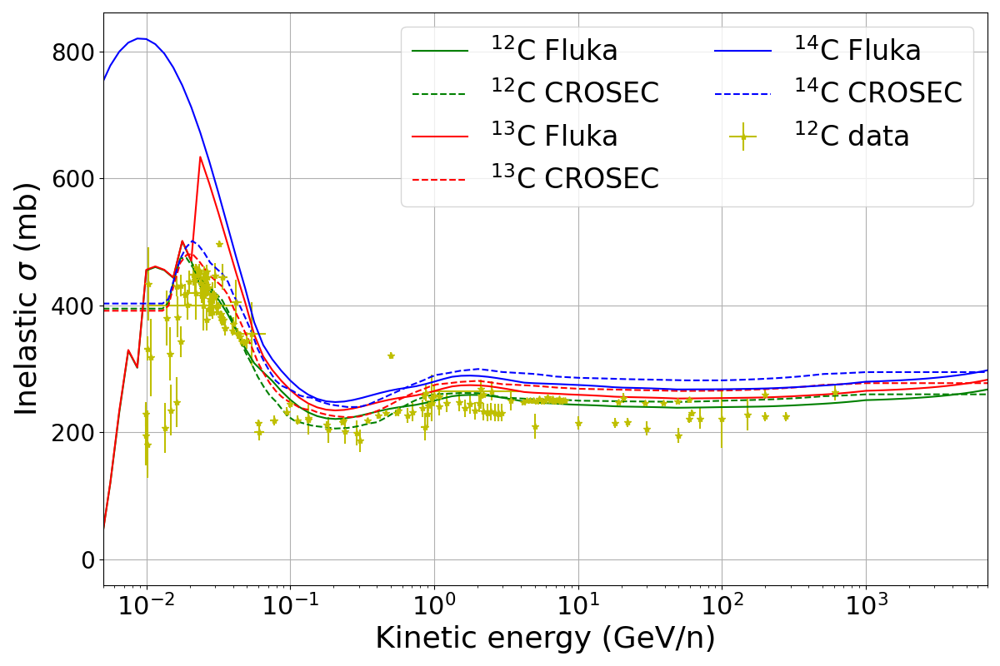 800
600
400
200
0
Inelastic σ (mb)
¹²C Fluka
¹²C CROSEC
¹³C Fluka
¹³C CROSEC
¹⁴C Fluka
¹⁴C CROSEC
¹²C data
10⁻² 10⁻¹ 10⁰ 10¹ 10² 10³
Kinetic energy (GeV/n)